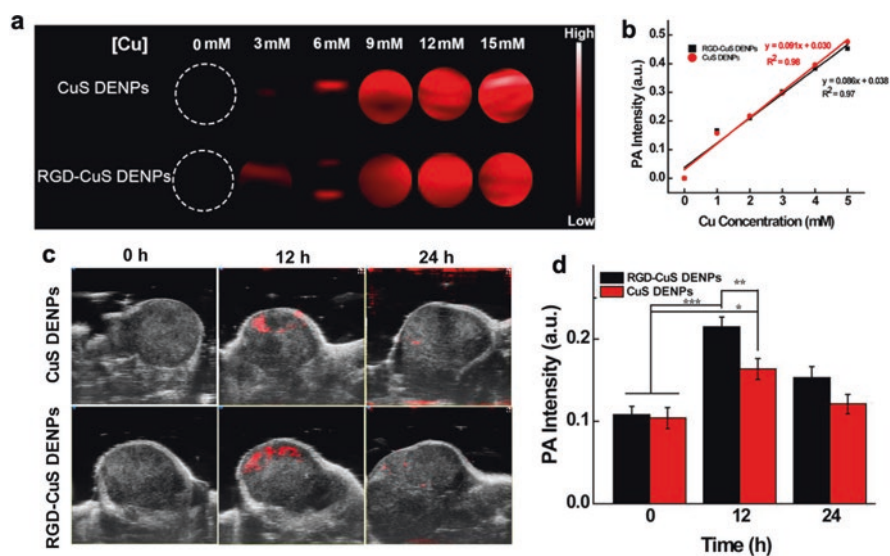 a
[Cu] 0 mM 3 mM 6 mM 9 mM 12 mM 15 mM
CuS DENPs
RGD-CuS DENPs
High
Low
b
RGD-CuS DENPs
CuS DENPs
y = 0.091x + 0.030
R² = 0.98
y = 0.086x + 0.038
R² = 0.97
PA Intensity (a.u.)
0.5
0.4
0.3
0.2
0.1
0.0
0 1 2 3 4 5
Cu Concentration (mM)
c
0 h 12 h 24 h
CuS DENPs
RGD-CuS DENPs
d
RGD-CuS DENPs
CuS DENPs
**
***
*
PA Intensity (a.u.)
0.2
0.1
0.0
0 12 24
Time (h)